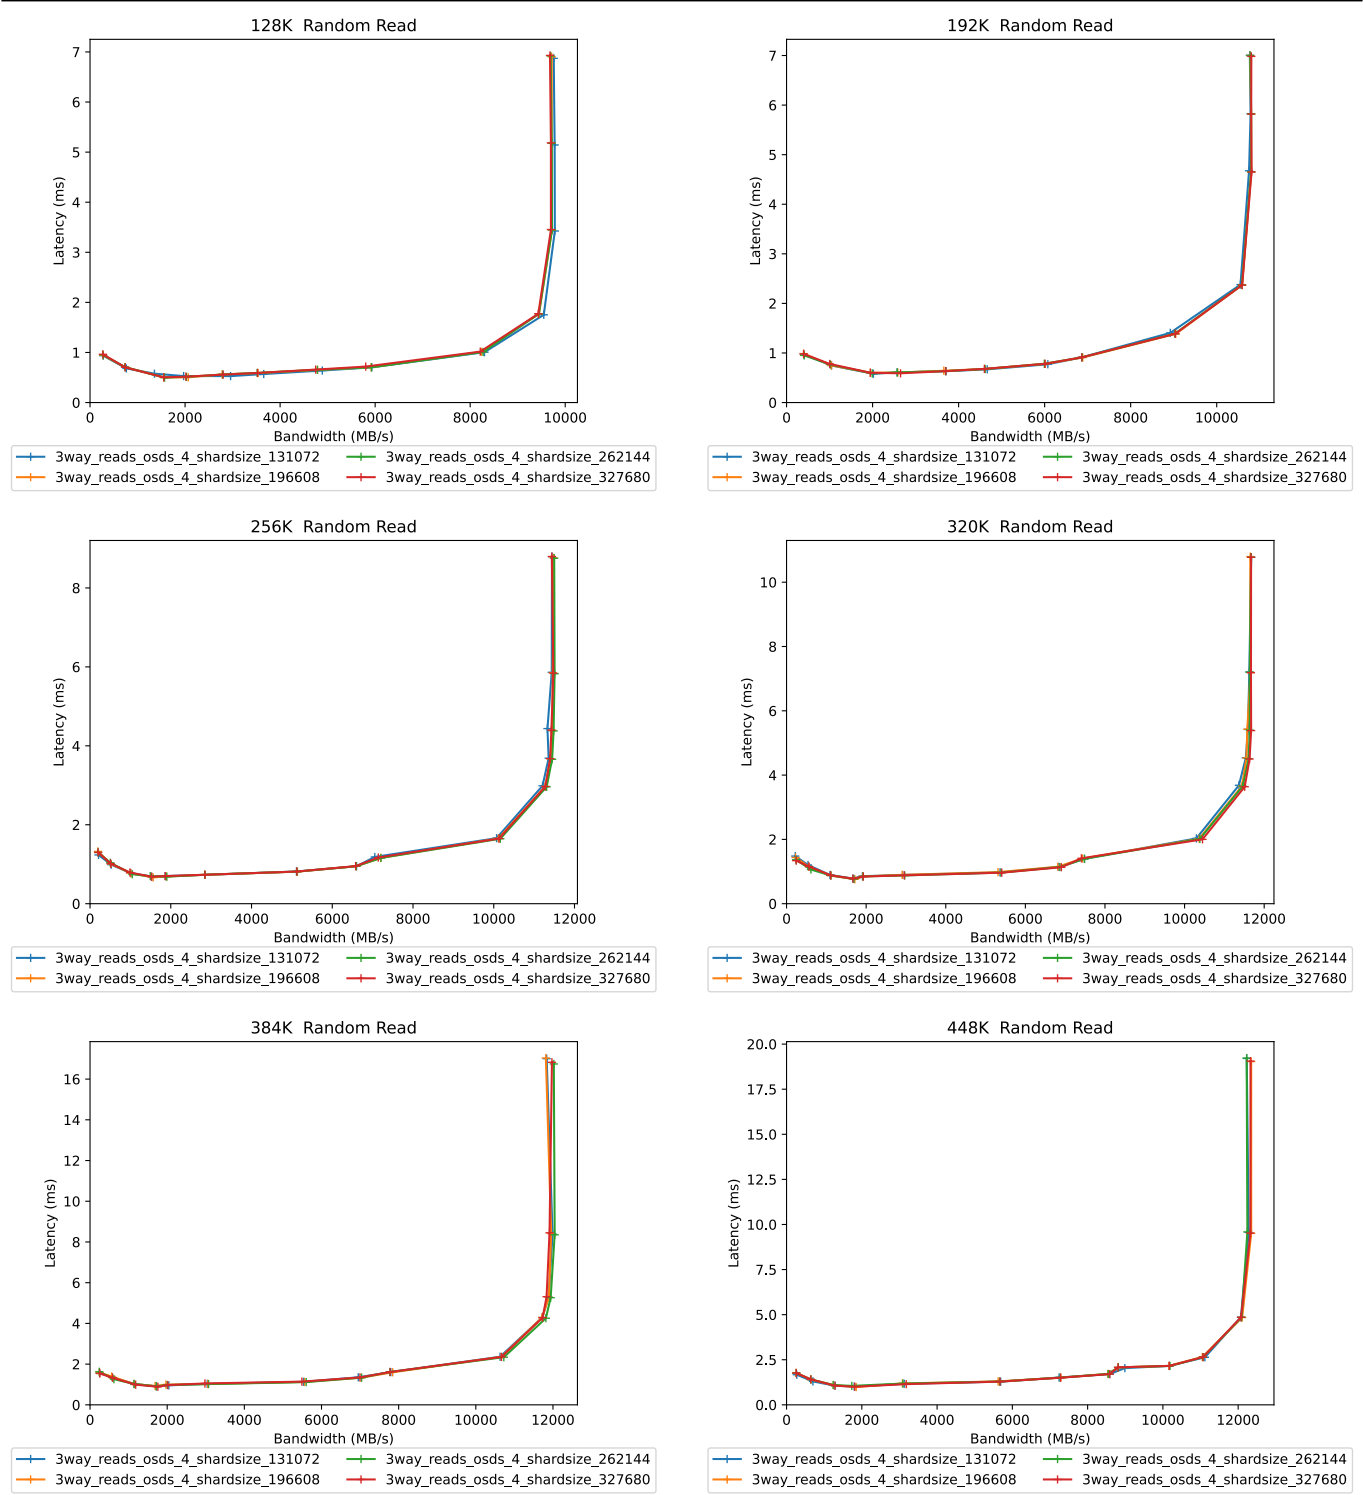 128K  Random Read
7
6
5
4
3
2
1
0
Latency (ms)
0 2000 4000 6000 8000 10000
Bandwidth (MB/s)
3way_reads_osds_4_shardsize_131072 3way_reads_osds_4_shardsize_262144
3way_reads_osds_4_shardsize_196608 3way_reads_osds_4_shardsize_327680
192K  Random Read
7
6
5
4
3
2
1
0
Latency (ms)
0 2000 4000 6000 8000 10000
Bandwidth (MB/s)
3way_reads_osds_4_shardsize_131072 3way_reads_osds_4_shardsize_262144
3way_reads_osds_4_shardsize_196608 3way_reads_osds_4_shardsize_327680
256K  Random Read
8
6
4
2
0
Latency (ms)
0 2000 4000 6000 8000 10000 12000
Bandwidth (MB/s)
3way_reads_osds_4_shardsize_131072 3way_reads_osds_4_shardsize_262144
3way_reads_osds_4_shardsize_196608 3way_reads_osds_4_shardsize_327680
320K  Random Read
10
8
6
4
2
0
Latency (ms)
0 2000 4000 6000 8000 10000 12000
Bandwidth (MB/s)
3way_reads_osds_4_shardsize_131072 3way_reads_osds_4_shardsize_262144
3way_reads_osds_4_shardsize_196608 3way_reads_osds_4_shardsize_327680
384K  Random Read
16
14
12
10
8
6
4
2
0
Latency (ms)
0 2000 4000 6000 8000 10000 12000
Bandwidth (MB/s)
3way_reads_osds_4_shardsize_131072 3way_reads_osds_4_shardsize_262144
3way_reads_osds_4_shardsize_196608 3way_reads_osds_4_shardsize_327680
448K  Random Read
20.0
17.5
15.0
12.5
10.0
7.5
5.0
2.5
0.0
Latency (ms)
0 2000 4000 6000 8000 10000 12000
Bandwidth (MB/s)
3way_reads_osds_4_shardsize_131072 3way_reads_osds_4_shardsize_262144
3way_reads_osds_4_shardsize_196608 3way_reads_osds_4_shardsize_327680